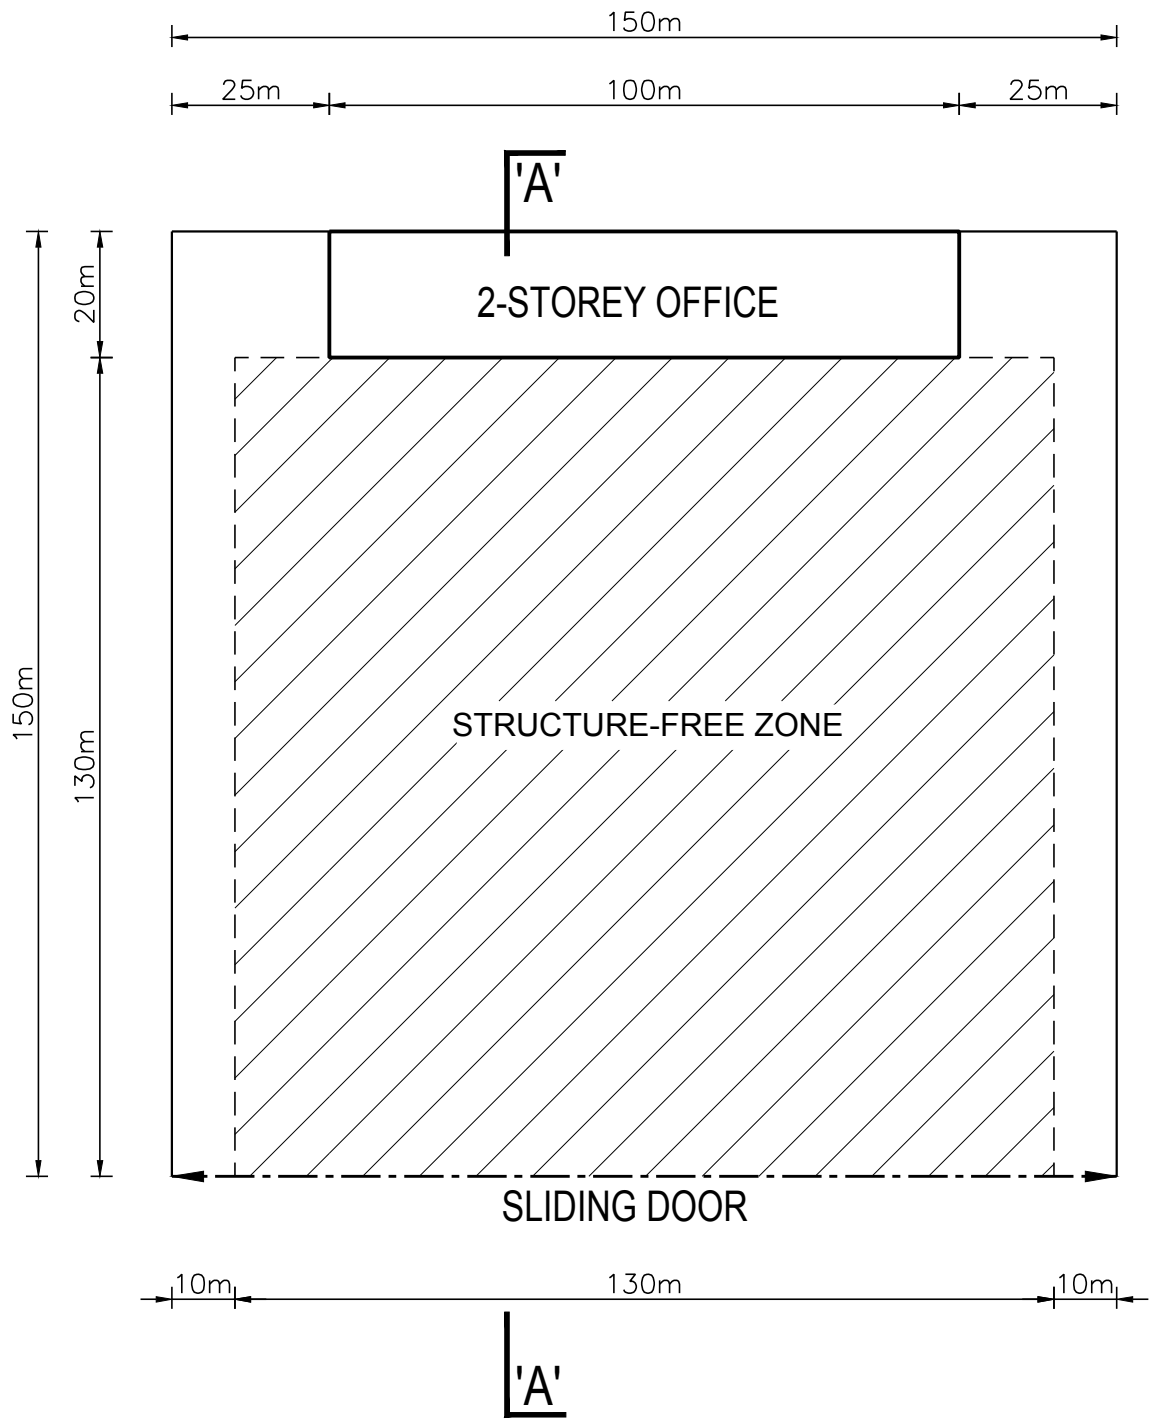 150m
25m
100m
25m
'A'
20m
2-STOREY OFFICE
150m
130m
STRUCTURE-FREE ZONE
SLIDING DOOR
10m
130m
10m
'A'